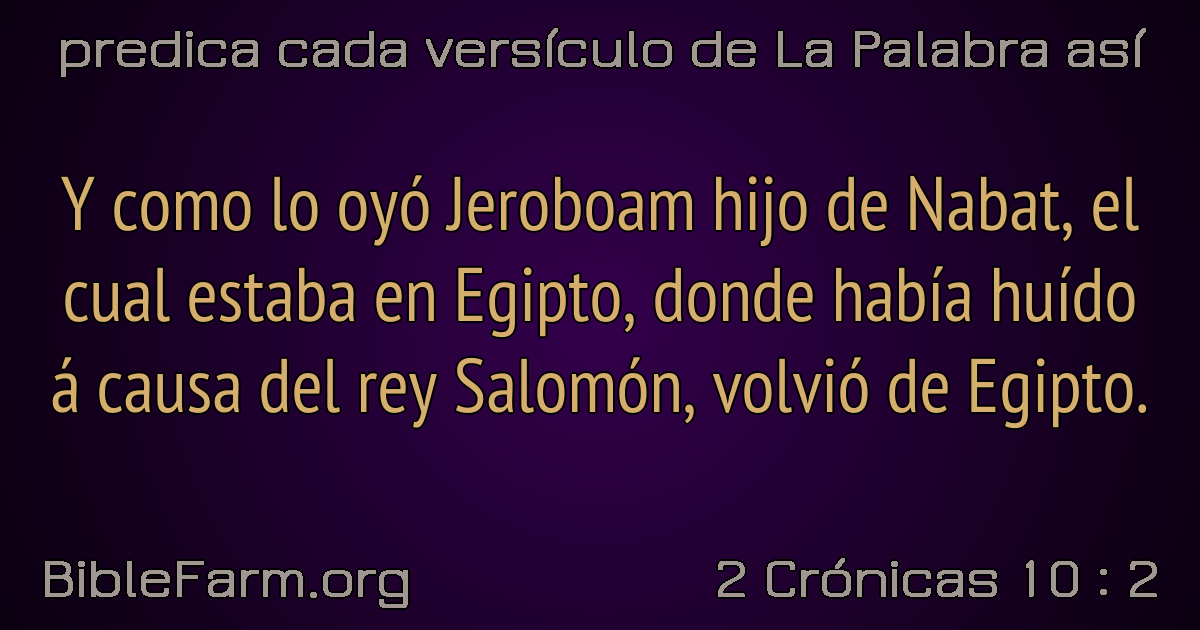 predica cada versículo de La Palabra así
Y como lo oyó Jeroboam hijo de Nabat, el
cual estaba en Egipto, donde había huído
á causa del rey Salomón, volvió de Egipto.
BibleFarm.org
2 Crónicas 10 : 2